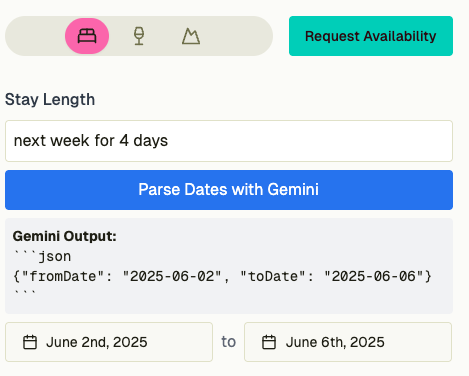 Request Availability
Stay Length
next week for 4 days
Parse Dates with Gemini
Gemini Output:
```json
{"fromDate": "2025-06-02", "toDate": "2025-06-06"}
```
June 2nd, 2025 to June 6th, 2025